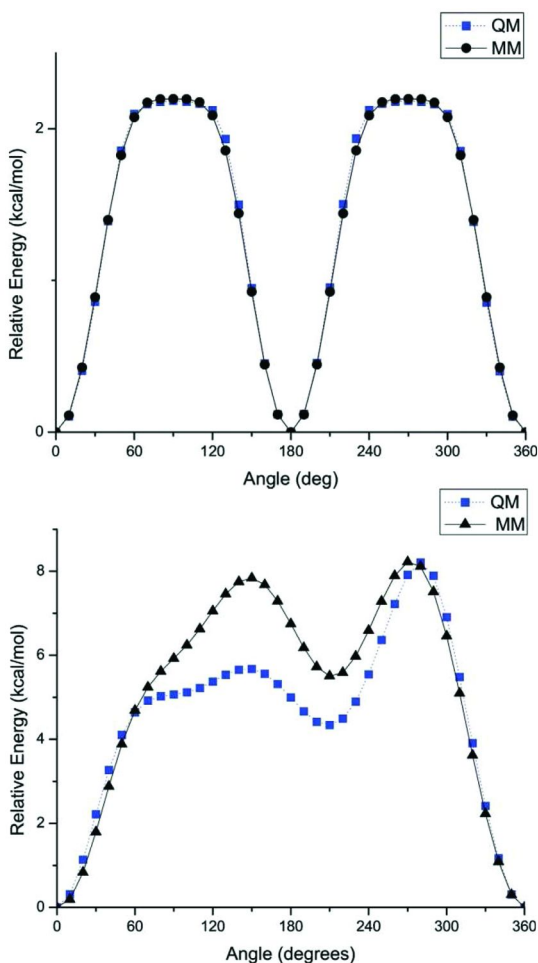 QM
MM
Relative Energy (kcal/mol)
2
1
0
0 60 120 180 240 300 360
Angle (deg)
QM
MM
Relative Energy (kcal/mol)
8
6
4
2
0
0 60 120 180 240 300 360
Angle (degrees)